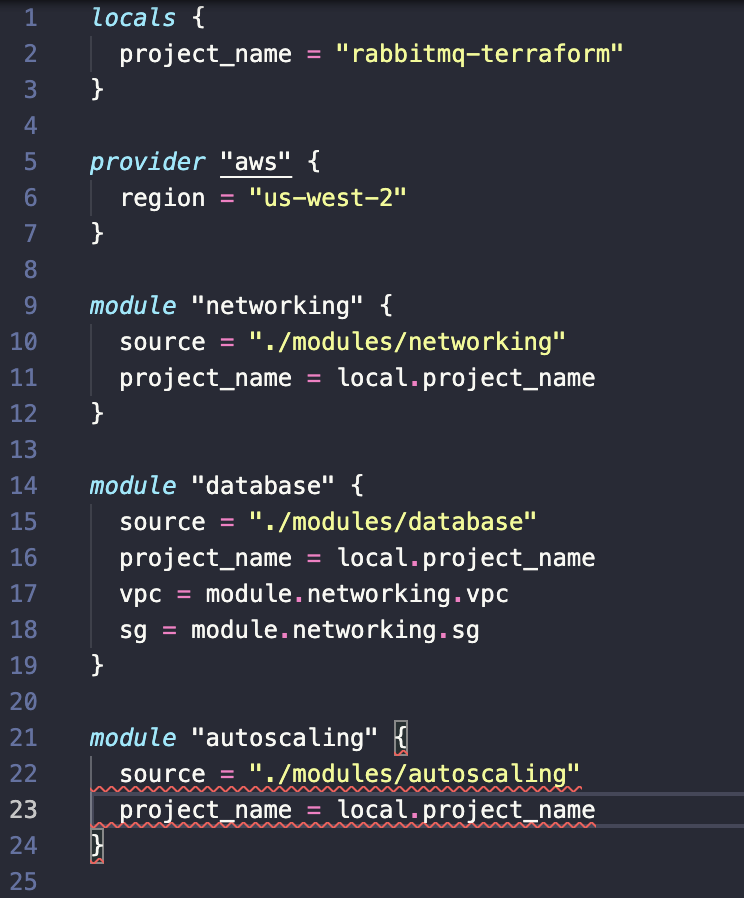 1 locals {
2 project_name = "rabbitmq-terraform"
3 }
4
5 provider "aws" {
6 region = "us-west-2"
7 }
8
9 module "networking" {
10 source = "./modules/networking"
11 project_name = local.project_name
12 }
13
14 module "database" {
15 source = "./modules/database"
16 project_name = local.project_name
17 vpc = module.networking.vpc
18 sg = module.networking.sg
19 }
20
21 module "autoscaling" {
22 source = "./modules/autoscaling"
23 project_name = local.project_name
24 }
25